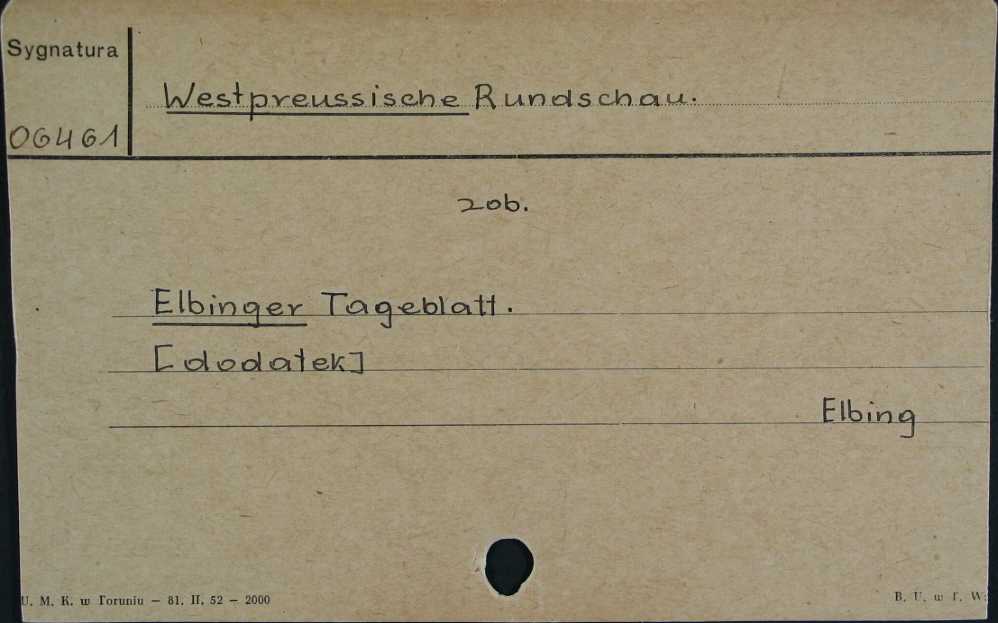 Sygnatura
Westpreussische Rundschau.
06461
zob.
Elbinger Tageblatt.
[dodatek]
Elbing
U. M. K. w Toruniu — 81. II. 52 — 2000
B. U. w T. W.